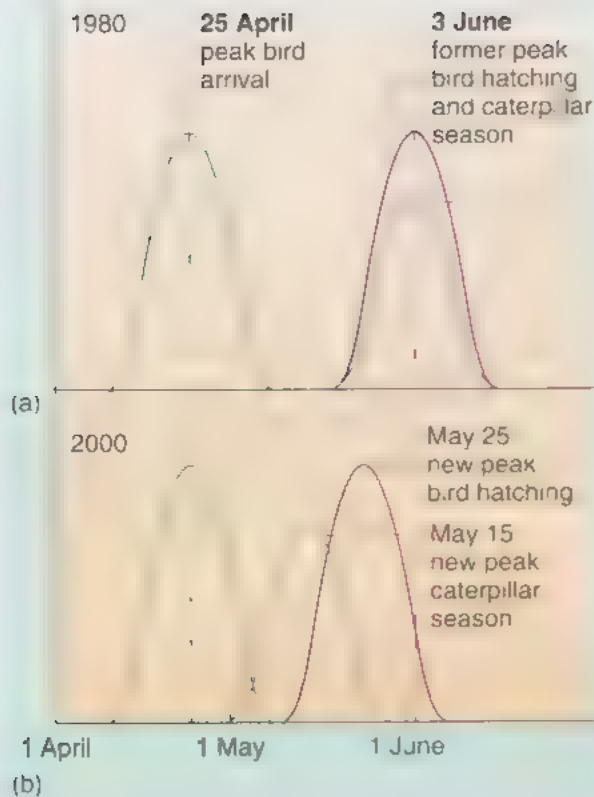 1980
25 April
peak bird
arrival
3 June
former peak
bird hatching
and caterpillar
season
(a)
2000
May 25
new peak
bird hatching
May 15
new peak
caterpillar
season
1 April
1 May
1 June
(b)